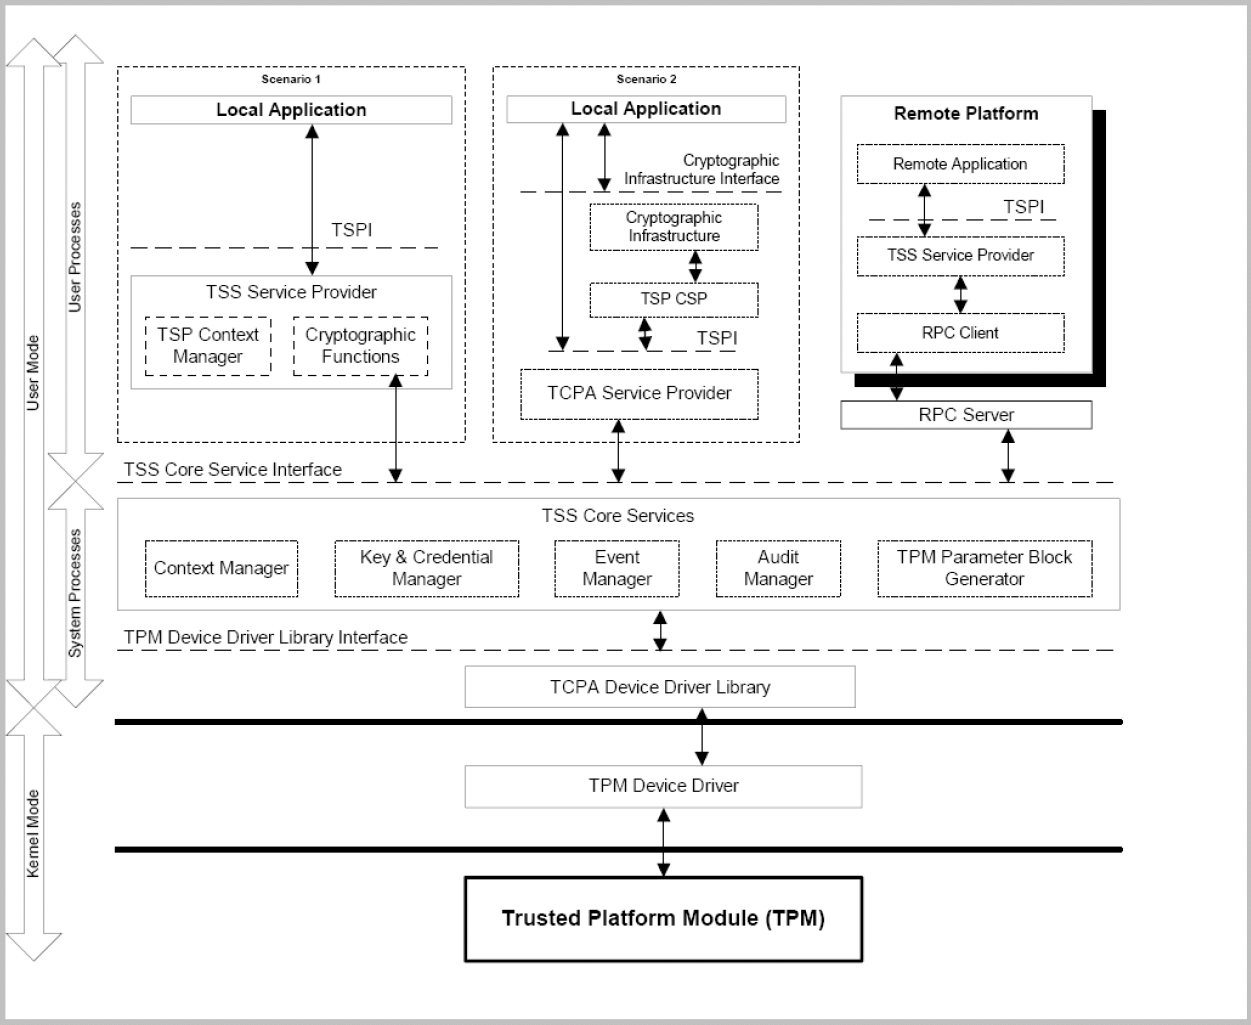 Scenario 1
Local Application
TSPI
TSS Service Provider
TSP Context
Manager
Cryptographic
Functions
Scenario 2
Local Application
Cryptographic
Infrastructure Interface
Cryptographic
Infrastructure
TSP CSP
TSPI
TCPA Service Provider
Remote Platform
Remote Application
TSPI
TSS Service Provider
RPC Client
RPC Server
User Processes
User Mode
TSS Core Service Interface
TSS Core Services
Context Manager
Key & Credential
Manager
Event
Manager
Audit
Manager
TPM Parameter Block
Generator
System Processes
TPM Device Driver Library Interface
TCPA Device Driver Library
TPM Device Driver
Kernel Mode
Trusted Platform Module (TPM)